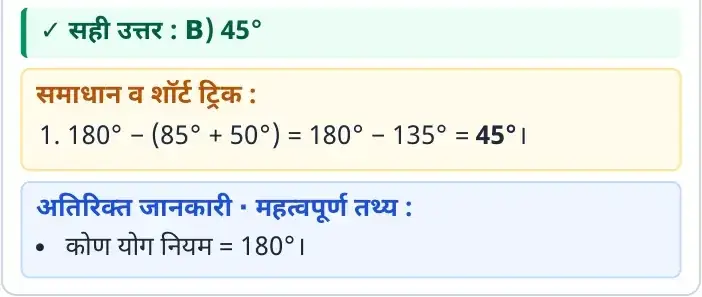 ✓ सही उत्तर : B) 45°
समाधान व शॉर्ट ट्रिक :
1. 180° − (85° + 50°) = 180° − 135° = 45°।
अतिरिक्त जानकारी · महत्वपूर्ण तथ्य :
• कोण योग नियम = 180°।